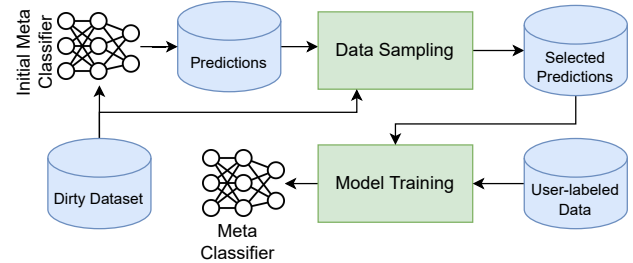 Initial Meta
Classifier
Predictions
Data Sampling
Selected
Predictions
Dirty Dataset
Meta
Classifier
Model Training
User-labeled
Data